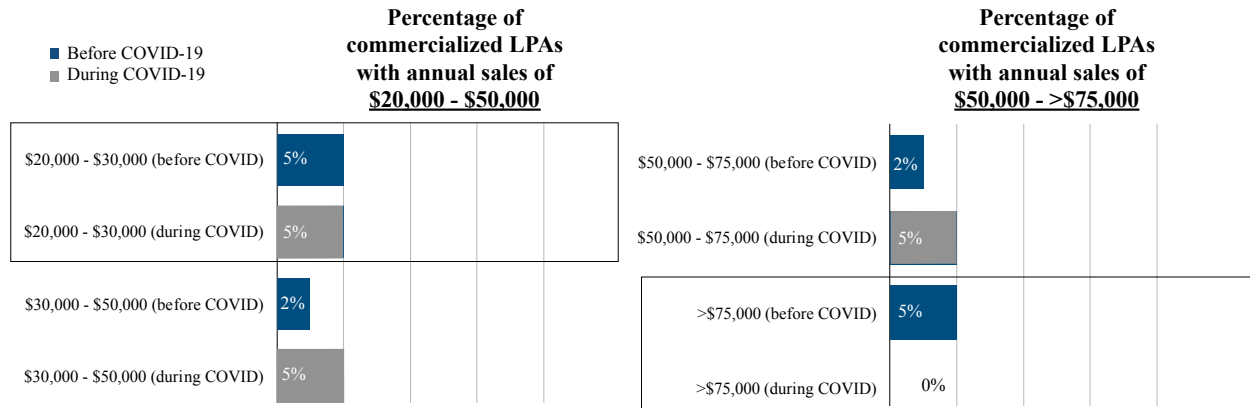 Before COVID-19
During COVID-19
Percentage of
commercialized LPAs
with annual sales of
$20,000 - $50,000
$20,000 - $30,000 (before COVID)
5%
$20,000 - $30,000 (during COVID)
5%
$30,000 - $50,000 (before COVID)
2%
$30,000 - $50,000 (during COVID)
5%
Percentage of
commercialized LPAs
with annual sales of
$50,000 - >$75,000
$50,000 - $75,000 (before COVID)
2%
$50,000 - $75,000 (during COVID)
5%
>$75,000 (before COVID)
5%
>$75,000 (during COVID)
0%